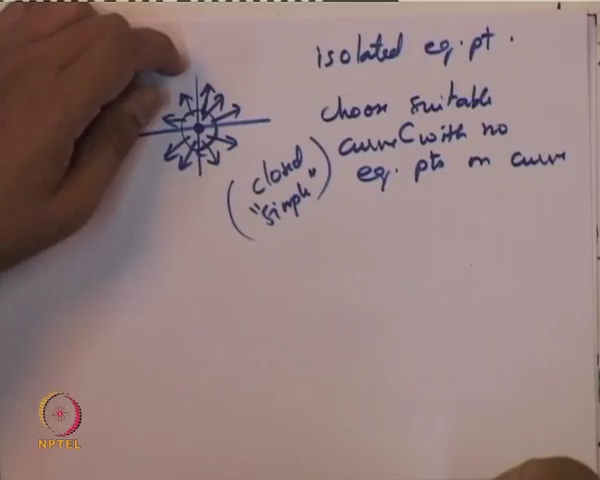 isolated eq. pt.
choose suitable
curve C with no
eq. pts on curve
(closed
"simple")
NPTEL